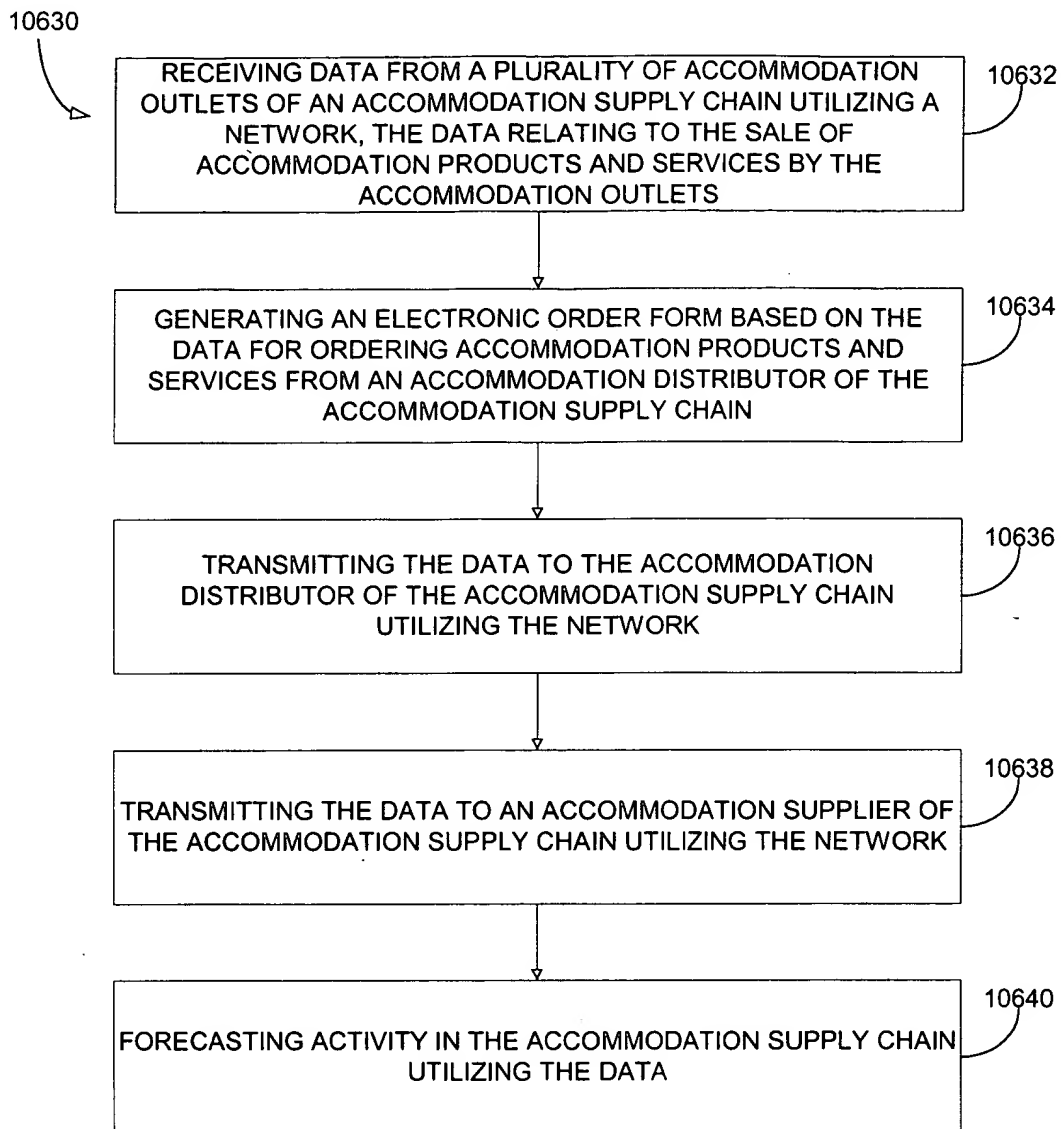 10630
RECEIVING DATA FROM A PLURALITY OF ACCOMMODATION
OUTLETS OF AN ACCOMMODATION SUPPLY CHAIN UTILIZING A
NETWORK, THE DATA RELATING TO THE SALE OF
ACCOMMODATION PRODUCTS AND SERVICES BY THE
ACCOMMODATION OUTLETS
10632
GENERATING AN ELECTRONIC ORDER FORM BASED ON THE
DATA FOR ORDERING ACCOMMODATION PRODUCTS AND
SERVICES FROM AN ACCOMMODATION DISTRIBUTOR OF THE
ACCOMMODATION SUPPLY CHAIN
10634
TRANSMITTING THE DATA TO THE ACCOMMODATION
DISTRIBUTOR OF THE ACCOMMODATION SUPPLY CHAIN
UTILIZING THE NETWORK
10636
TRANSMITTING THE DATA TO AN ACCOMMODATION SUPPLIER OF
THE ACCOMMODATION SUPPLY CHAIN UTILIZING THE NETWORK
10638
FORECASTING ACTIVITY IN THE ACCOMMODATION SUPPLY CHAIN
UTILIZING THE DATA
10640